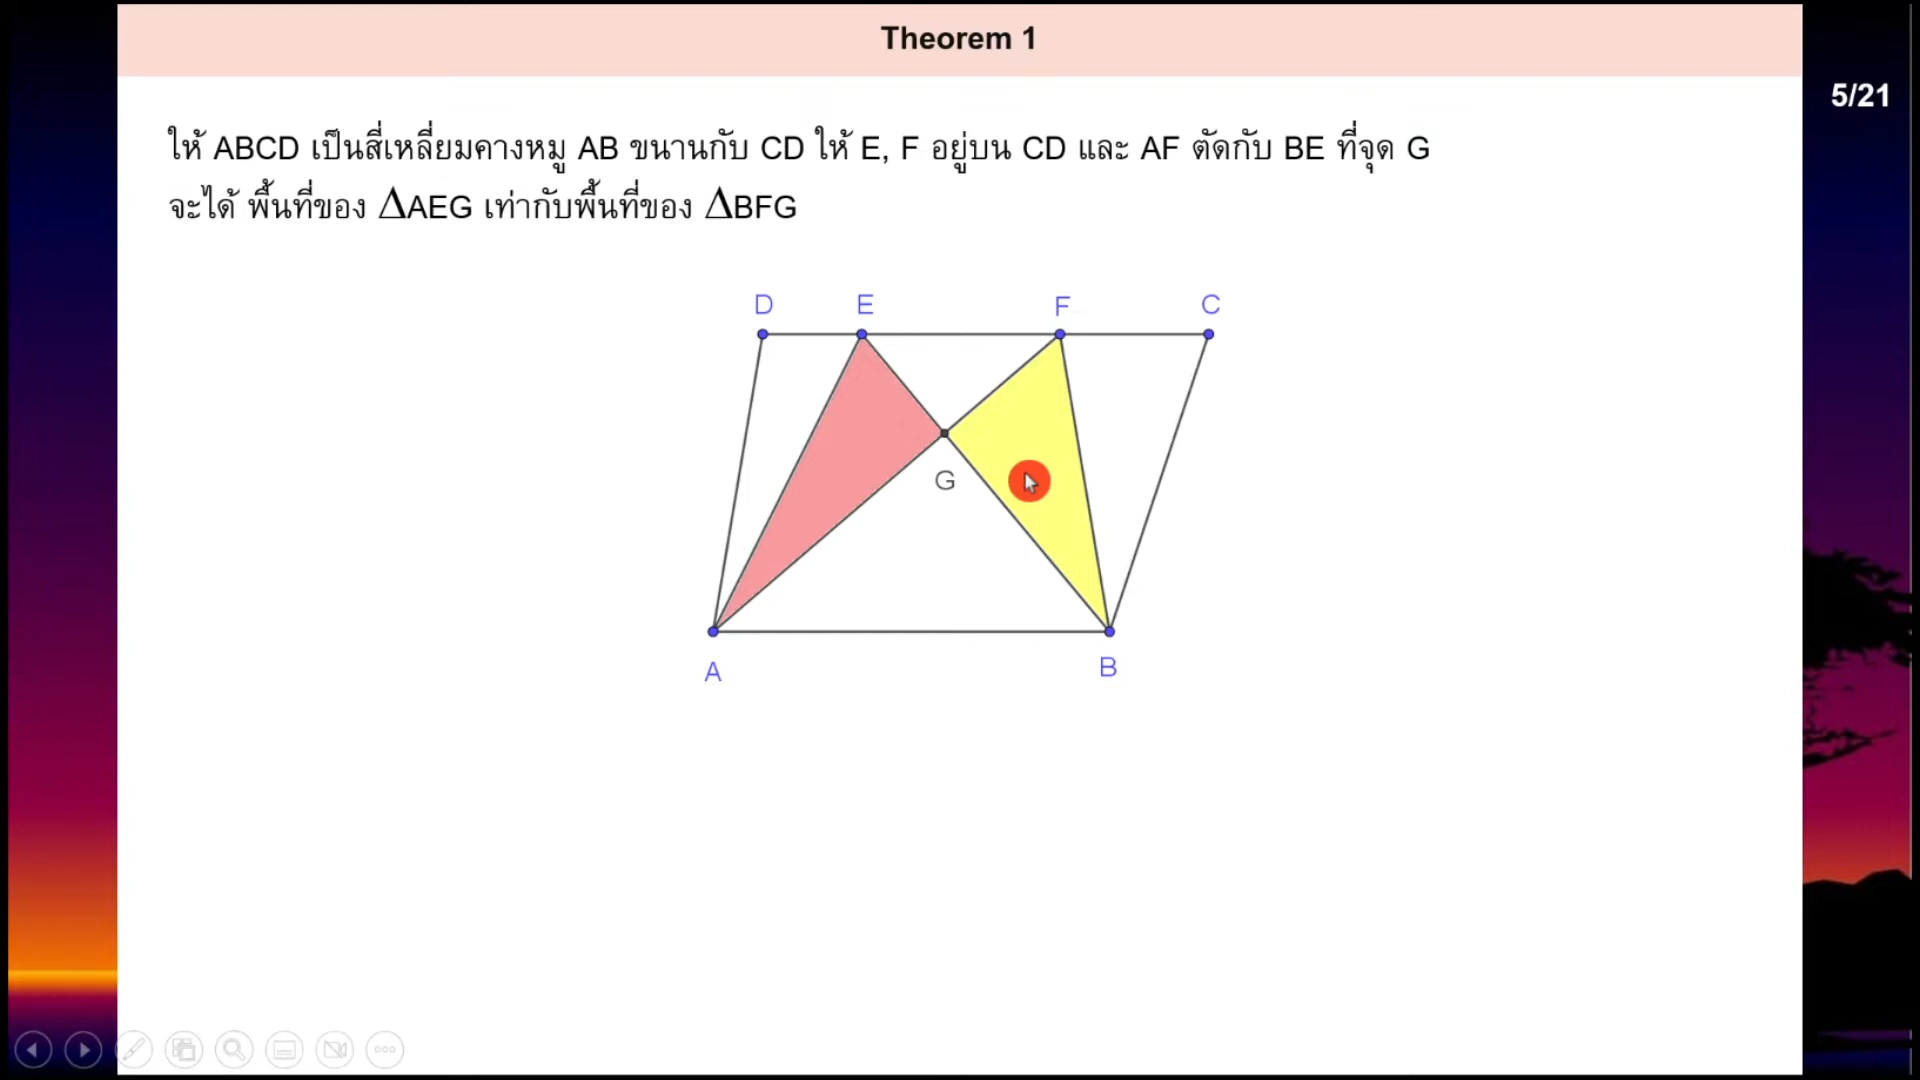 Theorem 1
5/21
ให้ ABCD เป็นสี่เหลี่ยมคางหมู AB ขนานกับ CD ให้ E, F อยู่บน CD และ AF ตัดกับ BE ที่จุด G
จะได้ พื้นที่ของ ΔAEG เท่ากับพื้นที่ของ ΔBFG
D E F C
G
A B